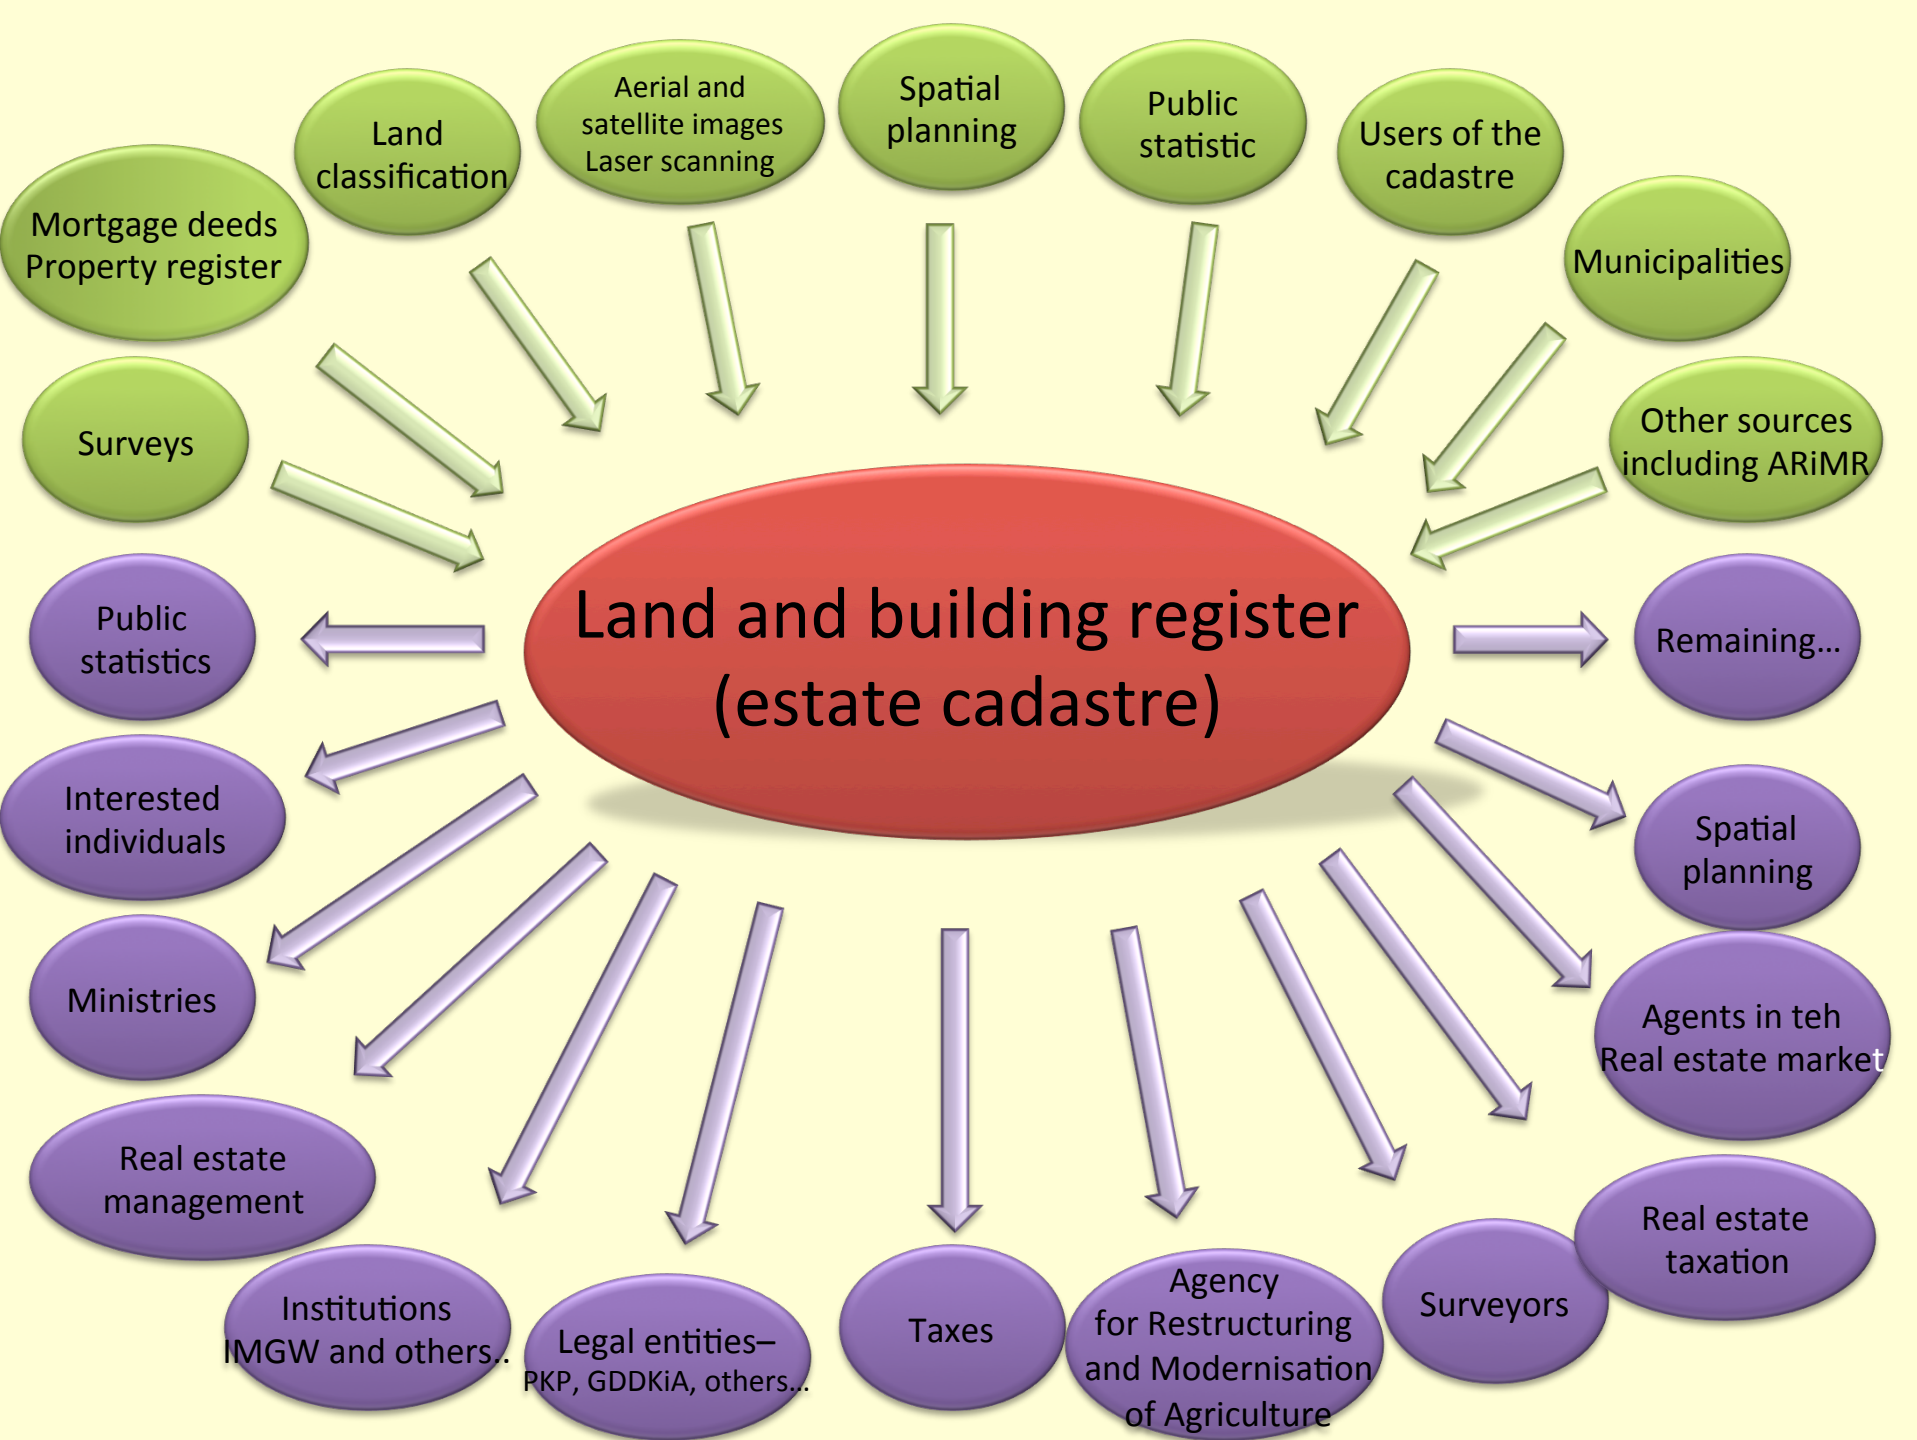 Aerial and
satellite images
Laser scanning
Spatial
planning
Public
statistic
Land
classification
Users of the
cadastre
Mortgage deeds
Property register
Municipalities
Surveys
Other sources
including ARiMR
Land and building register
(estate cadastre)
Public
statistics
Remaining...
Interested
individuals
Spatial
planning
Ministries
Agents in teh
Real estate market
Real estate
management
Real estate
taxation
Institutions
IMGW and others..
Legal entities–
PKP, GDDKiA, others...
Taxes
Agency
for Restructuring
and Modernisation
of Agriculture
Surveyors